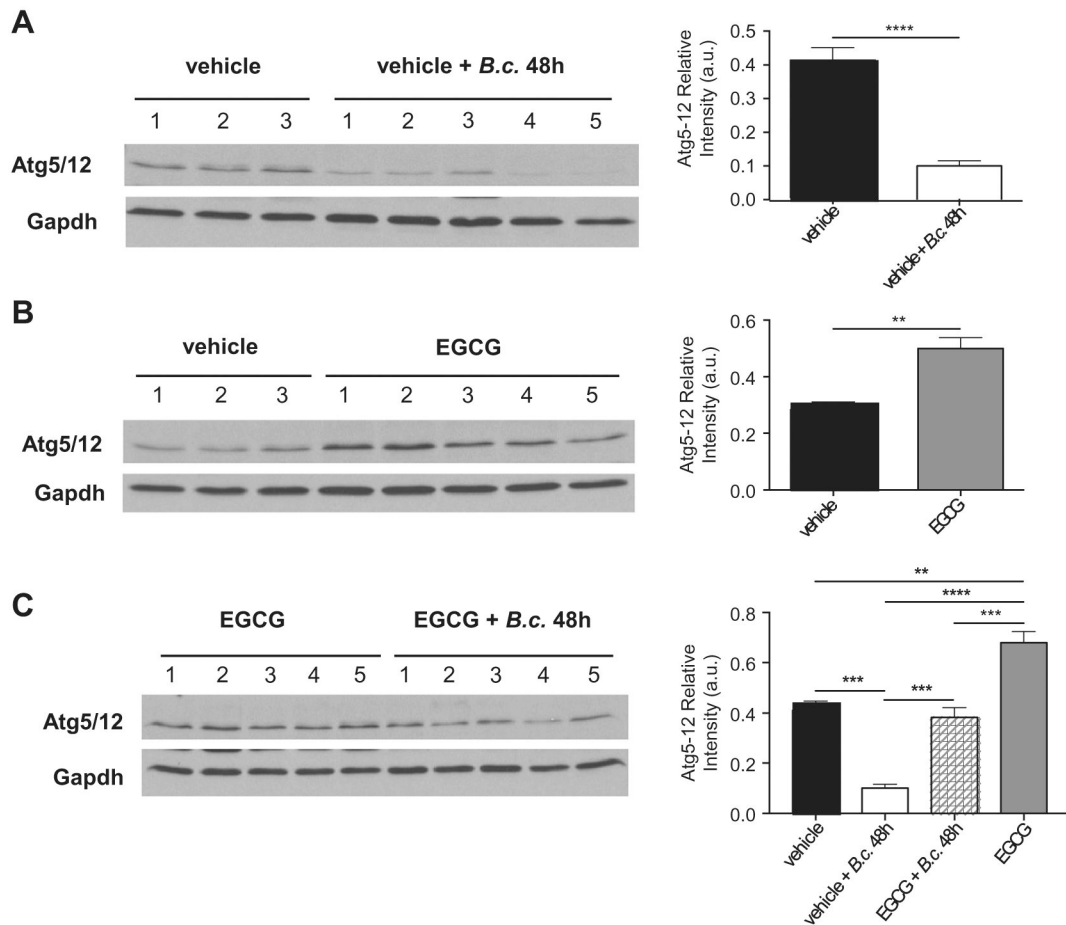 A
vehicle
vehicle + B.c. 48h
1 2 3 1 2 3 4 5
Atg5/12
Gapdh
Atg5-12 Relative
Intensity (a.u.)
0.5
0.4
0.3
0.2
0.1
0.0
****
vehicle
vehicle + B.c. 48h
B
vehicle
EGCG
1 2 3 1 2 3 4 5
Atg5/12
Gapdh
Atg5-12 Relative
Intensity (a.u.)
0.6
0.4
0.2
0.0
**
vehicle
EGCG
C
EGCG
EGCG + B.c. 48h
1 2 3 4 5 1 2 3 4 5
Atg5/12
Gapdh
Atg5-12 Relative
Intensity (a.u.)
0.8
0.6
0.4
0.2
0.0
**
****
***
***
***
vehicle
vehicle + B.c. 48h
EGCG + B.c. 48h
EGCG